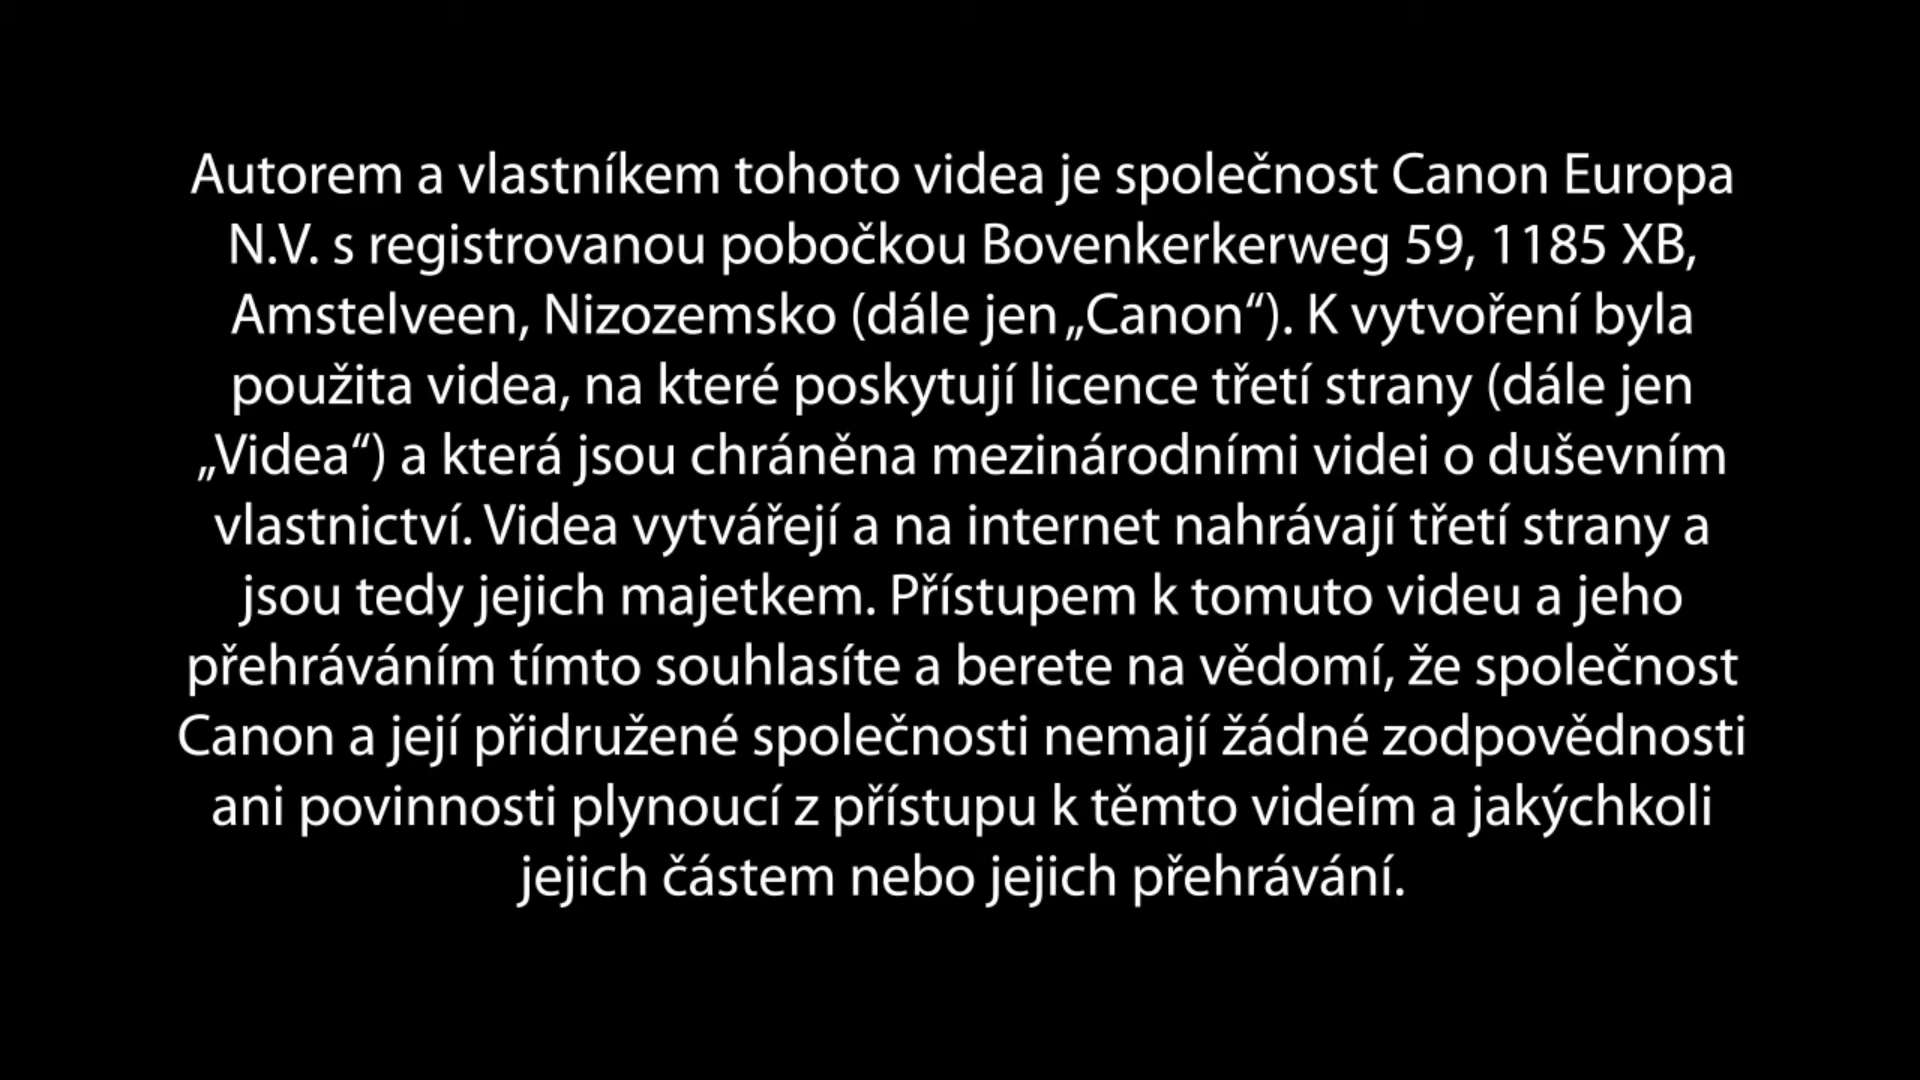 Autorem a vlastníkem tohoto videa je společnost Canon Europa
N.V. s registrovanou pobočkou Bovenkerkerweg 59, 1185 XB,
Amstelveen, Nizozemsko (dále jen „Canon“). K vytvoření byla
použita videa, na které poskytují licence třetí strany (dále jen
„Videa“) a která jsou chráněna mezinárodními videi o duševním
vlastnictví. Videa vytvářejí a na internet nahrávají třetí strany a
jsou tedy jejich majetkem. Přístupem k tomuto videu a jeho
přehráváním tímto souhlasíte a berete na vědomí, že společnost
Canon a její přidružené společnosti nemají žádné zodpovědnosti
ani povinnosti plynoucí z přístupu k těmto videím a jakýchkoli
jejich částem nebo jejich přehrávání.